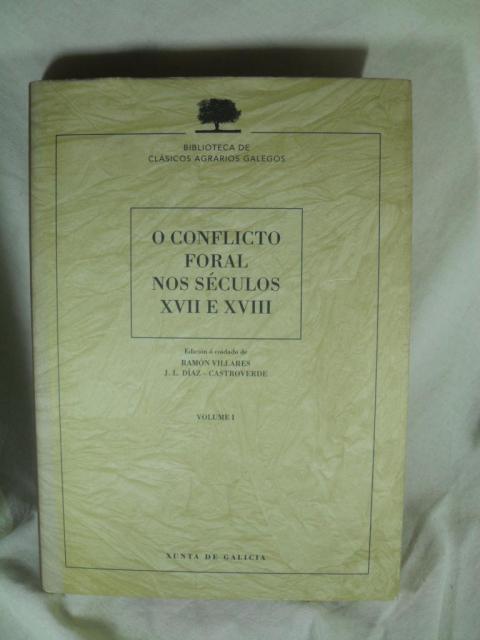 BIBLIOTECA DE
CLÁSICOS AGRARIOS GALEGOS
O CONFLICTO
FORAL
NOS SÉCULOS
XVII E XVIII
Edición ó coidado de
RAMÓN VILLARES
J. L. DÍAZ – CASTROVERDE
VOLUME I
XUNTA DE GALICIA